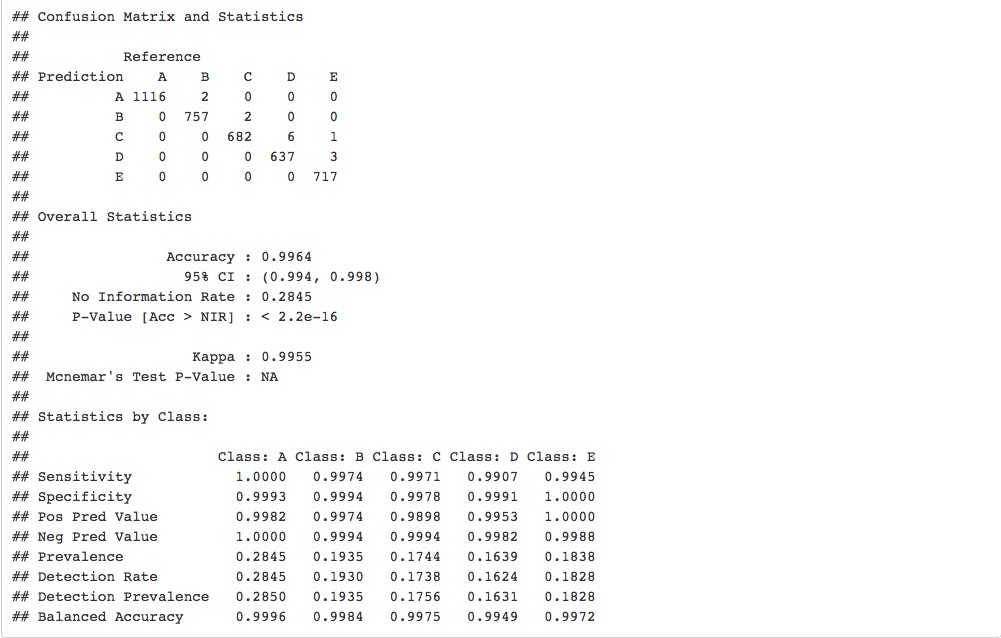 ## Confusion Matrix and Statistics
##
##           Reference
## Prediction    A    B    C    D    E
##          A 1116    2    0    0    0
##          B    0  757    2    0    0
##          C    0    0  682    6    1
##          D    0    0    0  637    3
##          E    0    0    0    0  717
##
## Overall Statistics
##
##                Accuracy : 0.9964
##                  95% CI : (0.994, 0.998)
##     No Information Rate : 0.2845
##     P-Value [Acc > NIR] : < 2.2e-16
##
##                   Kappa : 0.9955
##  Mcnemar's Test P-Value : NA
##
## Statistics by Class:
##
##                      Class: A Class: B Class: C Class: D Class: E
## Sensitivity            1.0000   0.9974   0.9971   0.9907   0.9945
## Specificity            0.9993   0.9994   0.9978   0.9991   1.0000
## Pos Pred Value         0.9982   0.9974   0.9898   0.9953   1.0000
## Neg Pred Value         1.0000   0.9994   0.9994   0.9982   0.9988
## Prevalence             0.2845   0.1935   0.1744   0.1639   0.1838
## Detection Rate         0.2845   0.1930   0.1738   0.1624   0.1828
## Detection Prevalence   0.2850   0.1935   0.1756   0.1631   0.1828
## Balanced Accuracy      0.9996   0.9984   0.9975   0.9949   0.9972